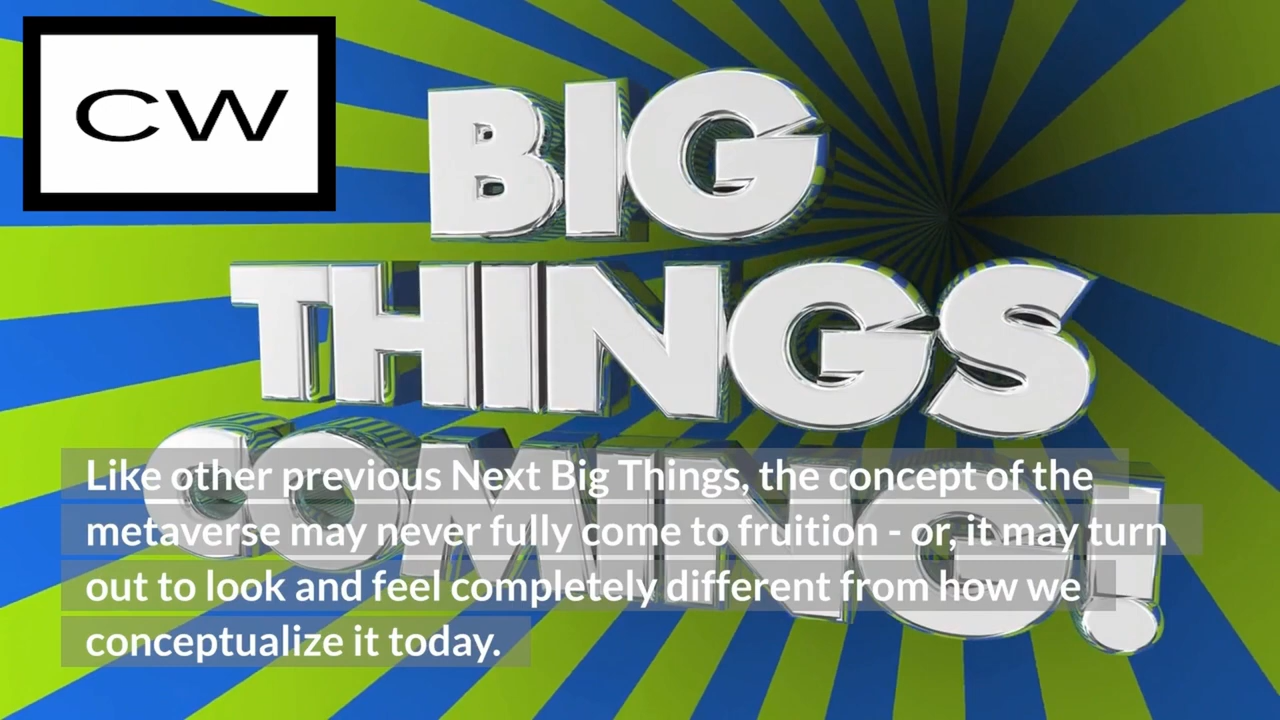 CW
BIG
THINGS
COMING!
Like other previous Next Big Things, the concept of the
metaverse may never fully come to fruition - or, it may turn
out to look and feel completely different from how we
conceptualize it today.